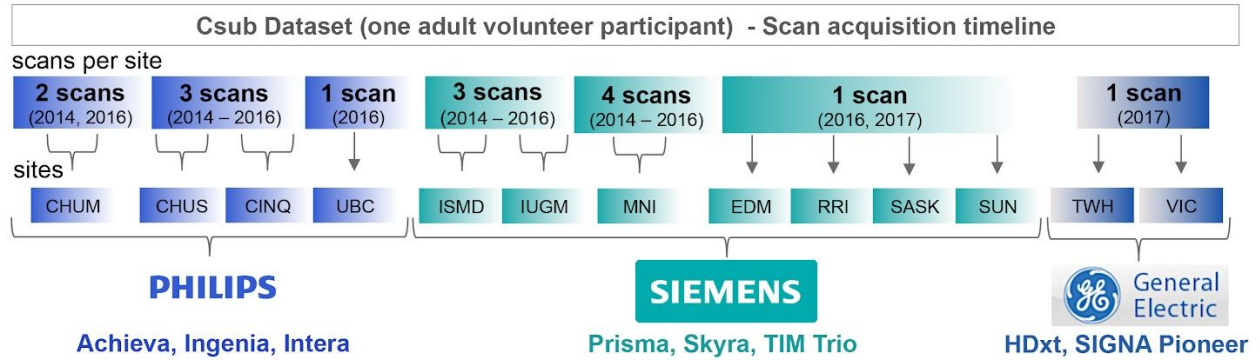 Csub Dataset (one adult volunteer participant) - Scan acquisition timeline
scans per site
2 scans
(2014, 2016)
3 scans
(2014 – 2016)
1 scan
(2016)
3 scans
(2014 – 2016)
4 scans
(2014 – 2016)
1 scan
(2016, 2017)
1 scan
(2017)
sites
CHUM
CHUS
CINQ
UBC
ISMD
IUGM
MNI
EDM
RRI
SASK
SUN
TWH
VIC
PHILIPS
SIEMENS
GE
General
Electric
Achieva, Ingenia, Intera
Prisma, Skyra, TIM Trio
HDxt, SIGNA Pioneer